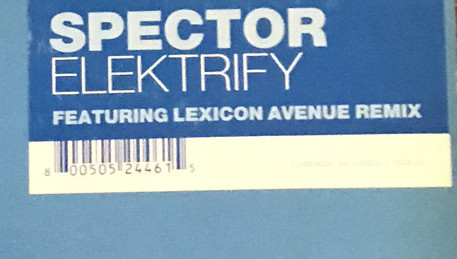 SPECTOR
ELEKTRIFY
FEATURING LEXICON AVENUE REMIX
8 00505 24461 5